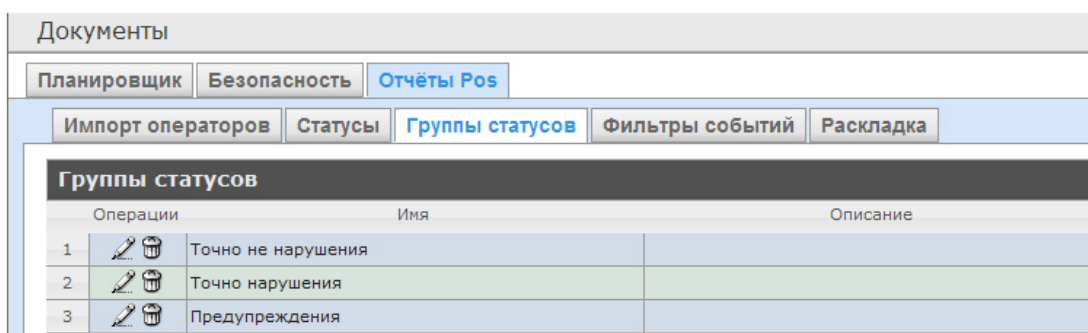 Документы
Планировщик Безопасность Отчёты Pos
Импорт операторов Статусы Группы статусов Фильтры событий Раскладка
Группы статусов
Операции Имя Описание
1 Точно не нарушения
2 Точно нарушения
3 Предупреждения